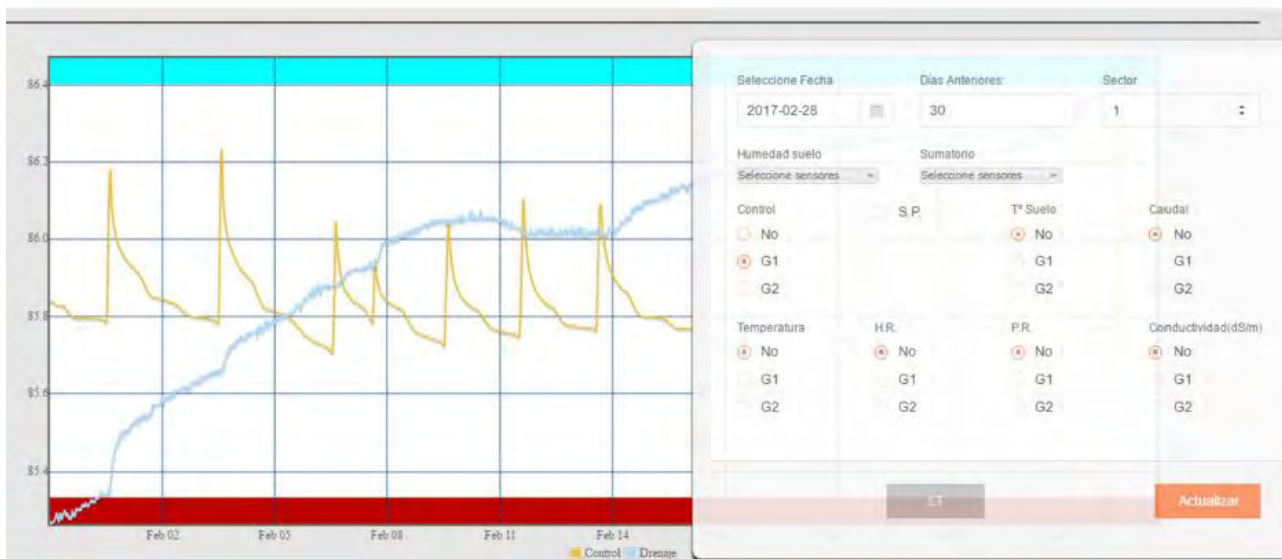 86.4
86.2
86.0
85.8
85.6
85.4
Feb 02
Feb 05
Feb 08
Feb 11
Feb 14
Control Drenaje
Seleccione Fecha Días Anteriores: Sector
2017-02-28 30 1
Humedad suelo Sumatorio
Seleccione sensores Seleccione sensores
Control S.P. Tª Suelo Caudal
No No No
G1 G1 G1
G2 G2 G2
Temperatura H.R. P.R. Conductividad(dS/m)
No No No No
G1 G1 G1 G1
G2 G2 G2 G2
Actualizar